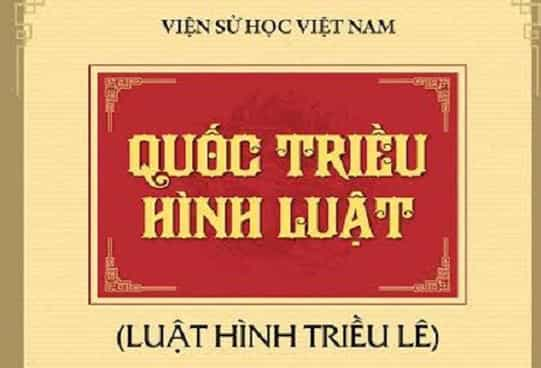 VIỆN SỬ HỌC VIỆT NAM
QUỐC TRIỀU
HÌNH LUẬT
(LUẬT HÌNH TRIỀU LÊ)